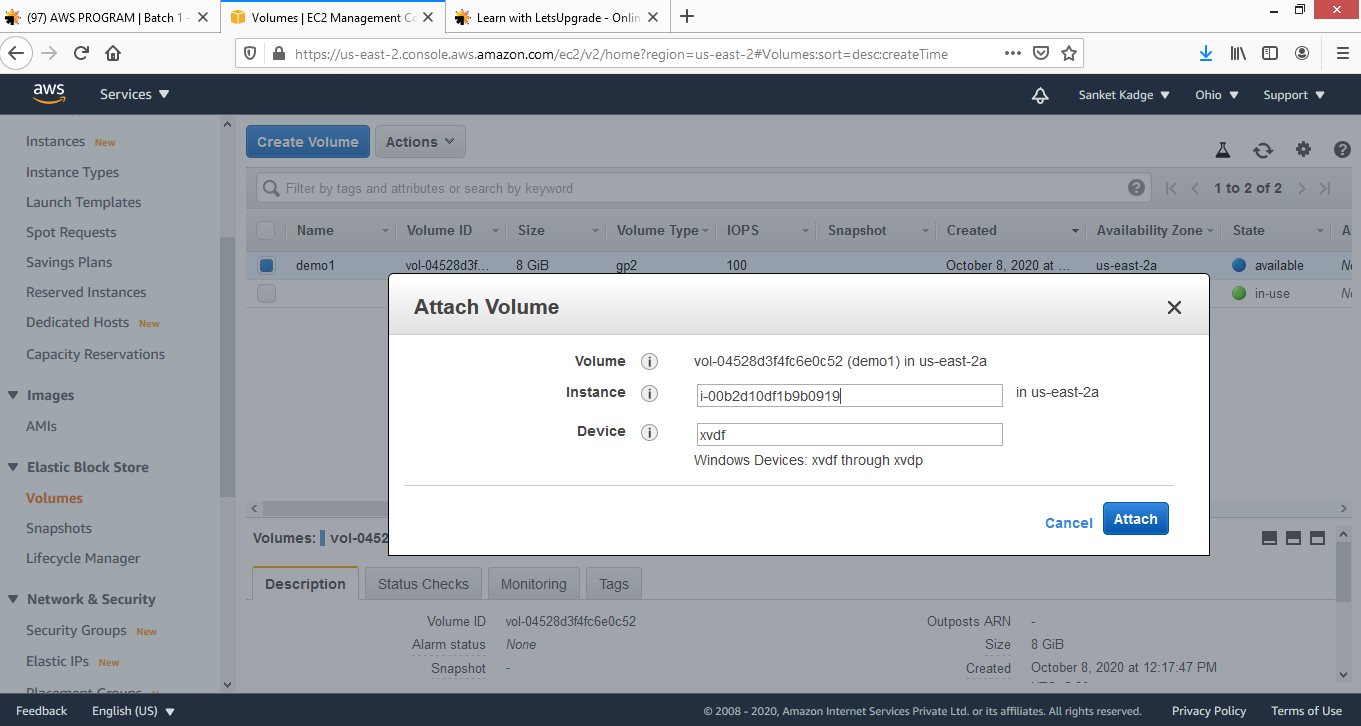 (97) AWS PROGRAM | Batch 1 -
Volumes | EC2 Management Co
Learn with LetsUpgrade - Onlin
https://us-east-2.console.aws.amazon.com/ec2/v2/home?region=us-east-2#Volumes:sort=desc:createTime
aws
Services
Sanket Kadge
Ohio
Support
Instances New
Instance Types
Launch Templates
Spot Requests
Savings Plans
Reserved Instances
Dedicated Hosts New
Capacity Reservations
Images
AMIs
Elastic Block Store
Volumes
Snapshots
Lifecycle Manager
Network & Security
Security Groups New
Elastic IPs New
Placement Groups
Create Volume
Actions
Filter by tags and attributes or search by keyword
1 to 2 of 2
Name Volume ID Size Volume Type IOPS Snapshot Created Availability Zone State A
demo1 vol-04528d3f... 8 GiB gp2 100 October 8, 2020 at ... us-east-2a available
in-use
Attach Volume
Volume i vol-04528d3f4fc6e0c52 (demo1) in us-east-2a
Instance i i-00b2d10df1b9b0919 in us-east-2a
Device i xvdf
Windows Devices: xvdf through xvdp
Cancel Attach
Volumes: vol-0452
Description Status Checks Monitoring Tags
Volume ID vol-04528d3f4fc6e0c52
Alarm status None
Snapshot -
Outposts ARN -
Size 8 GiB
Created October 8, 2020 at 12:17:47 PM
Feedback English (US)
© 2008 - 2020, Amazon Internet Services Private Ltd. or its affiliates. All rights reserved. Privacy Policy Terms of Use